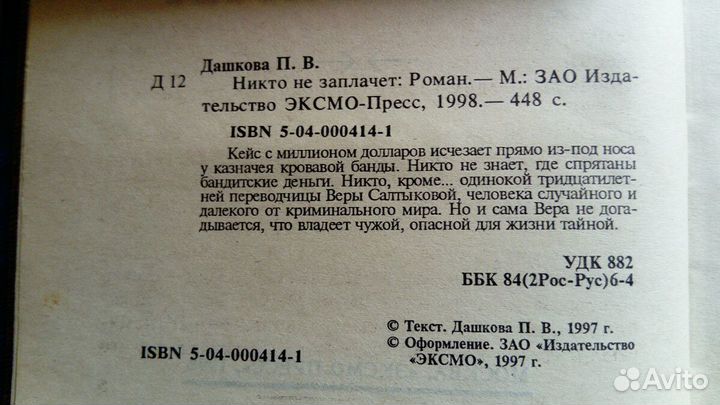 Дашкова П. В.
Д 12 Никто не заплачет: Роман.— М.: ЗАО Изда-
тельство ЭКСМО-Пресс, 1998.— 448 с.
ISBN 5-04-000414-1
Кейс с миллионом долларов исчезает прямо из-под носа
у казначея кровавой банды. Никто не знает, где спрятаны
бандитские деньги. Никто, кроме... одинокой тридцатилет-
ней переводчицы Веры Салтыковой, человека случайного и
далекого от криминального мира. Но и сама Вера не дога-
дывается, что владеет чужой, опасной для жизни тайной.
УДК 882
ББК 84(2Рос-Рус)6-4
© Текст. Дашкова П. В., 1997 г.
© Оформление. ЗАО «Издательство
«ЭКСМО», 1997 г.
ISBN 5-04-000414-1
Avito